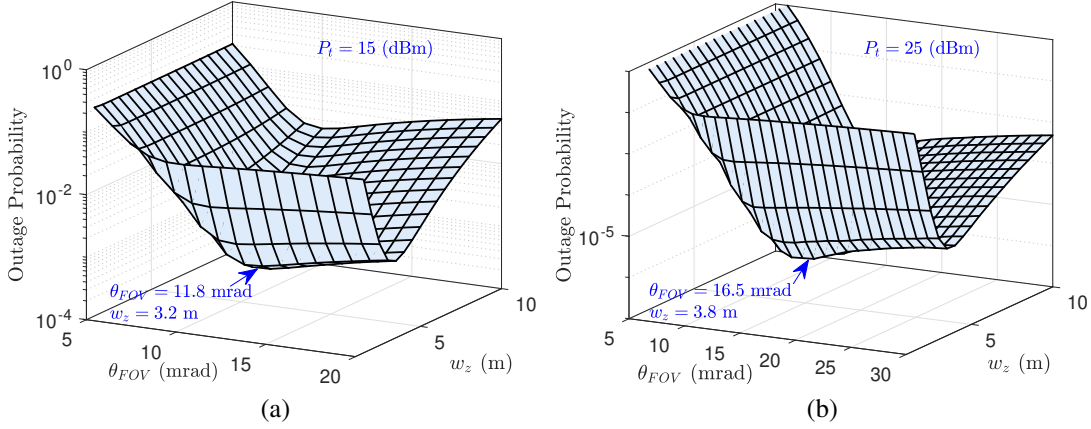 P_t = 15 (dBm)
10^0
10^-2
10^-4
Outage Probability
θ_FOV = 11.8 mrad
w_z = 3.2 m
5
10
15
20
θ_FOV (mrad)
5
10
w_z (m)
(a)
P_t = 25 (dBm)
10^-5
Outage Probability
θ_FOV = 16.5 mrad
w_z = 3.8 m
5
10
15
20
25
30
θ_FOV (mrad)
5
10
w_z (m)
(b)